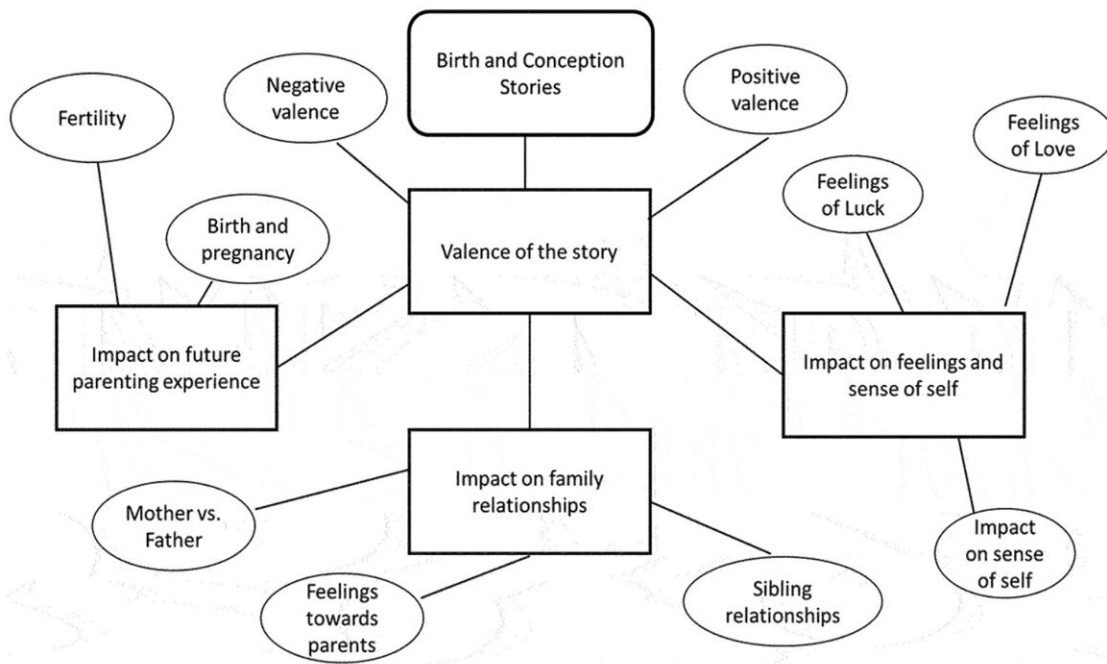 Birth and Conception
Stories
Negative
valence
Positive
valence
Fertility
Feelings
of Love
Feelings
of Luck
Birth and
pregnancy
Valence of the story
Impact on future
parenting experience
Impact on feelings and
sense of self
Impact on family
relationships
Mother vs.
Father
Impact
on sense
of self
Feelings
towards
parents
Sibling
relationships